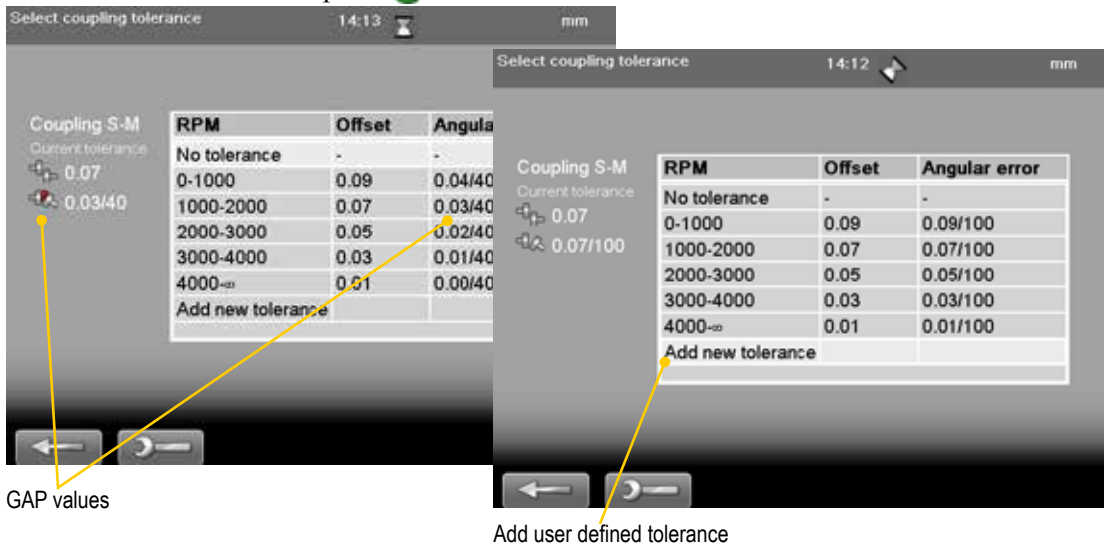 Select coupling tolerance 14:13 mm
Coupling S-M
Current tolerance
0.07
0.03/40
RPM Offset Angula
No tolerance - -
0-1000 0.09 0.04/40
1000-2000 0.07 0.03/40
2000-3000 0.05 0.02/40
3000-4000 0.03 0.01/40
4000-∞ 0.01 0.00/40
Add new tolerance
GAP values
Select coupling tolerance 14:12 mm
Coupling S-M
Current tolerance
0.07
0.07/100
RPM Offset Angular error
No tolerance - -
0-1000 0.09 0.09/100
1000-2000 0.07 0.07/100
2000-3000 0.05 0.05/100
3000-4000 0.03 0.03/100
4000-∞ 0.01 0.01/100
Add new tolerance
Add user defined tolerance